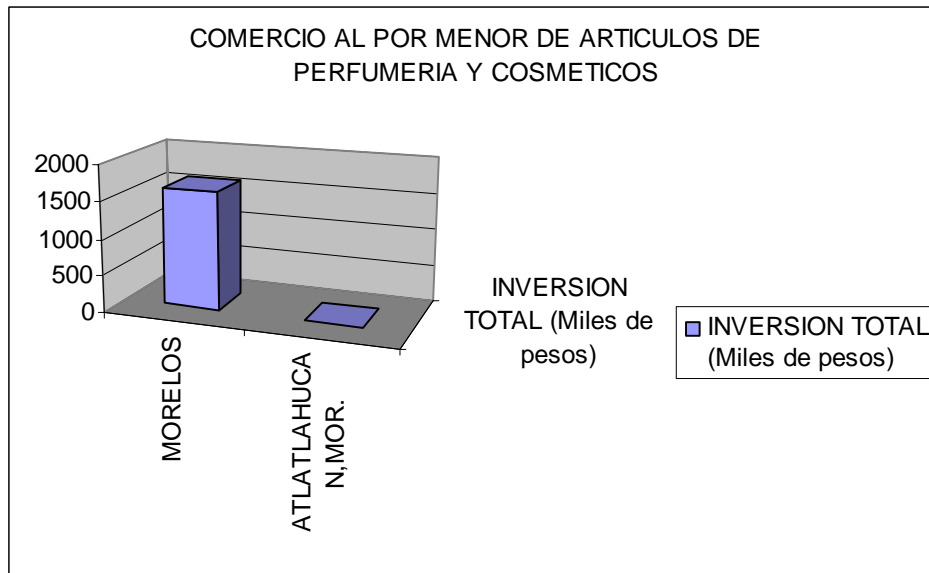 COMERCIO AL POR MENOR DE ARTICULOS DE
PERFUMERIA Y COSMETICOS
2000
1500
1000
500
0
MORELOS
ATLATLAHUCA
N,MOR.
INVERSION
TOTAL (Miles de
pesos)
INVERSION TOTAL
(Miles de pesos)